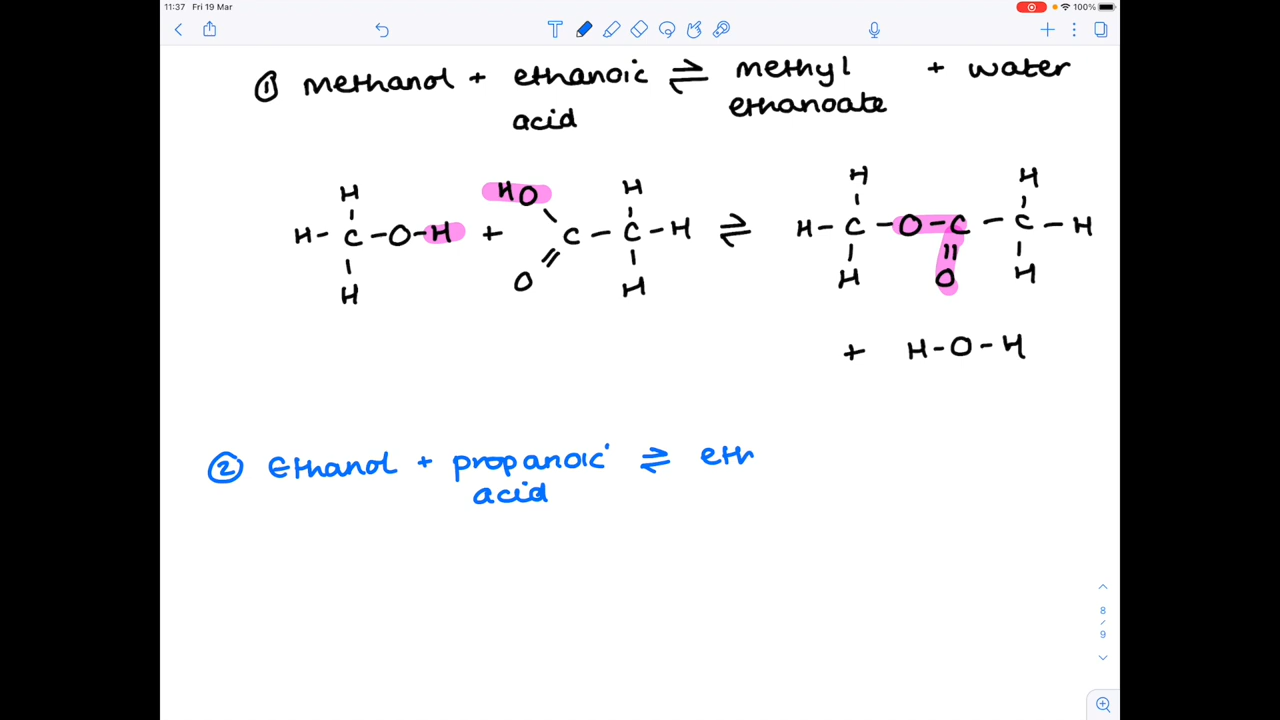 11:37 Fri 19 Mar
100%
① methanol + ethanoic ⇌ methyl + water
acid ethanoate
H H H H
HO
H - C - O - H + C - C - H ⇌ H - C - O - C - C - H
H O H H O H
+ H - O - H
② Ethanol + propanoic ⇌ eth
acid
8
/
9